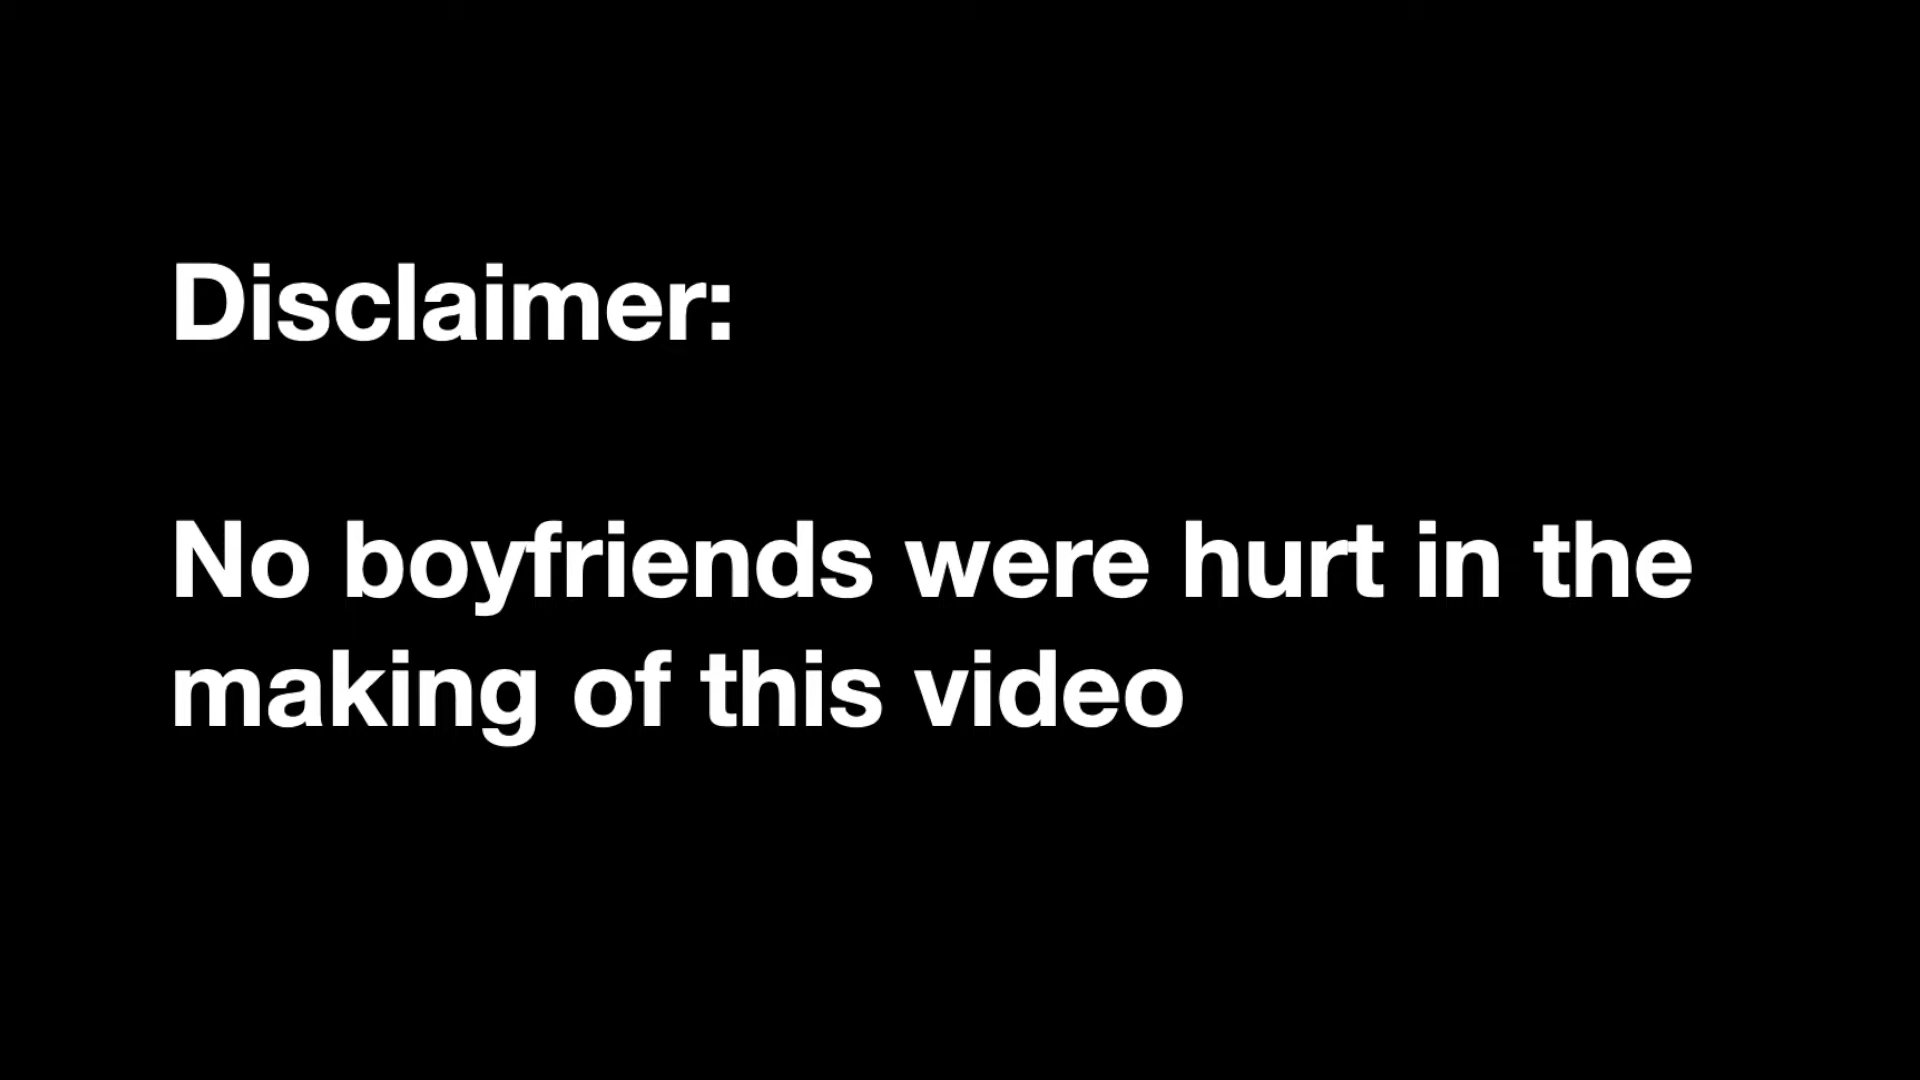 Disclaimer:
No boyfriends were hurt in the
making of this video